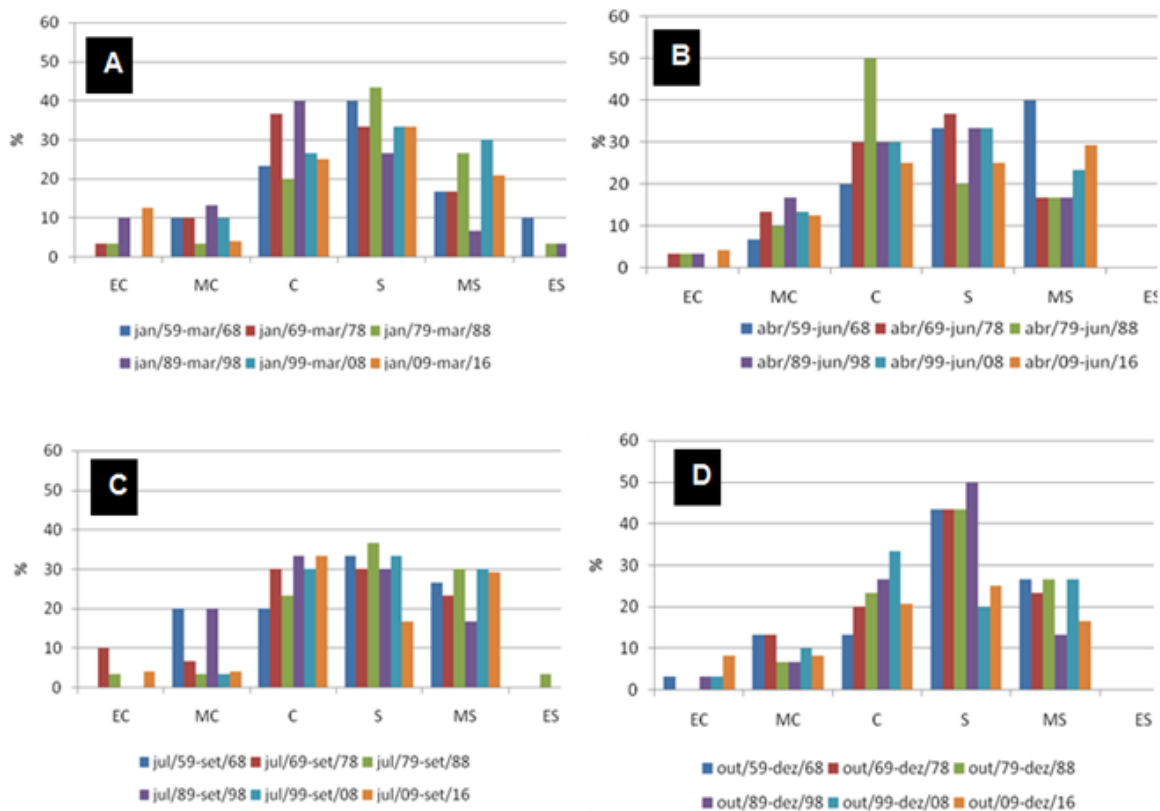 A
60
50
40
30
20
10
0
%
EC MC C S MS ES
jan/59-mar/68 jan/69-mar/78 jan/79-mar/88
jan/89-mar/98 jan/99-mar/08 jan/09-mar/16
B
60
50
40
30
20
10
0
%
EC MC C S MS ES
abr/59-jun/68 abr/69-jun/78 abr/79-jun/88
abr/89-jun/98 abr/99-jun/08 abr/09-jun/16
C
60
50
40
30
20
10
0
%
EC MC C S MS ES
jul/59-set/68 jul/69-set/78 jul/79-set/88
jul/89-set/98 jul/99-set/08 jul/09-set/16
D
60
50
40
30
20
10
0
%
EC MC C S MS ES
out/59-dez/68 out/69-dez/78 out/79-dez/88
out/89-dez/98 out/99-dez/08 out/09-dez/16